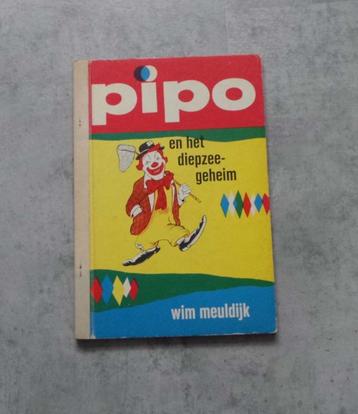 pipo
en het
diepzee-
geheim
wim meuldijk